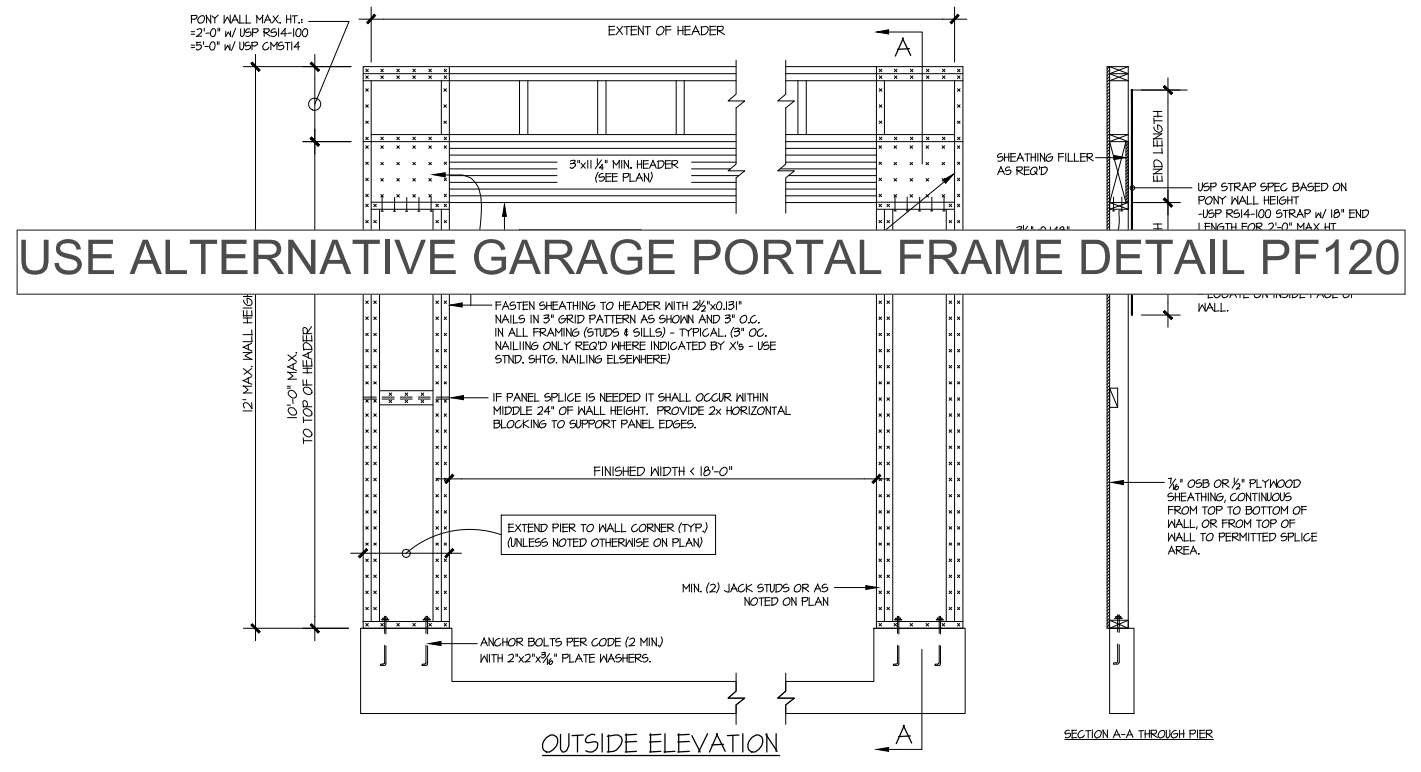 PONY WALL MAX. HT.:
=2'-0" W/ USP RS14-100
=5'-0" W/ USP CMST14
EXTENT OF HEADER
A
3"x11 1/4" MIN. HEADER
(SEE PLAN)
SHEATHING FILLER
AS REQ'D
END LENGTH
USP STRAP SPEC BASED ON
PONY WALL HEIGHT
-USP RS14-100 STRAP w/ 18" END
LENGTH FOR 2'-0" MAX HT.
USE ALTERNATIVE GARAGE PORTAL FRAME DETAIL PF120
WALL.
12' MAX. WALL HEIGH
10'-0" MAX.
TO TOP OF HEADER
FASTEN SHEATHING TO HEADER WITH 2½"x0.131"
NAILS IN 3" GRID PATTERN AS SHOWN AND 3" O.C.
IN ALL FRAMING (STUDS & SILLS) - TYPICAL. (3" OC.
NAILIING ONLY REQ'D WHERE INDICATED BY X's - USE
STND. SHTG. NAILING ELSEWHERE)
IF PANEL SPLICE IS NEEDED IT SHALL OCCUR WITHIN
MIDDLE 24" OF WALL HEIGHT. PROVIDE 2x HORIZONTAL
BLOCKING TO SUPPORT PANEL EDGES.
FINISHED WIDTH < 18'-0"
7/16" OSB OR ½" PLYWOOD
SHEATHING, CONTINUOUS
FROM TOP TO BOTTOM OF
WALL, OR FROM TOP OF
WALL TO PERMITTED SPLICE
AREA.
EXTEND PIER TO WALL CORNER (TYP.)
(UNLESS NOTED OTHERWISE ON PLAN)
MIN. (2) JACK STUDS OR AS
NOTED ON PLAN
ANCHOR BOLTS PER CODE (2 MIN.)
WITH 2"x2"x3/16" PLATE WASHERS.
A
OUTSIDE ELEVATION
SECTION A-A THROUGH PIER